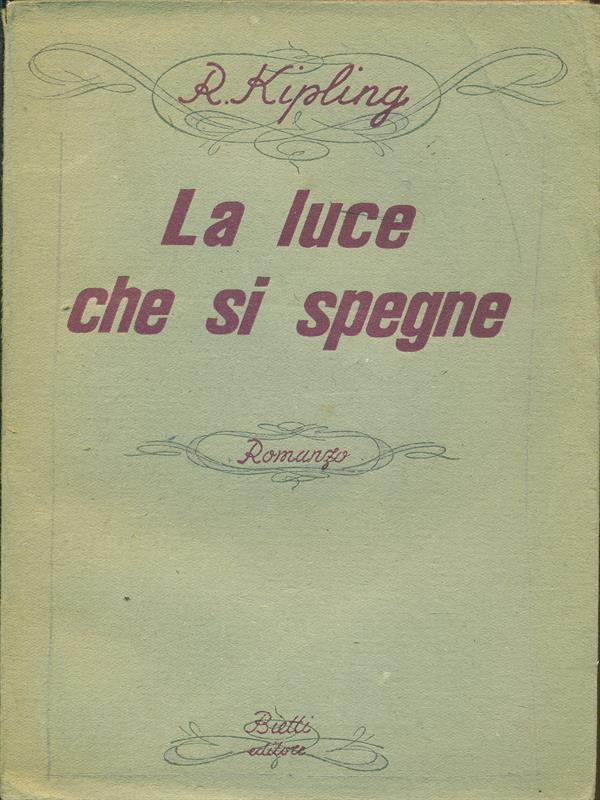 R. Kipling
La luce
che si spegne
Romanzo
Bietti
editore